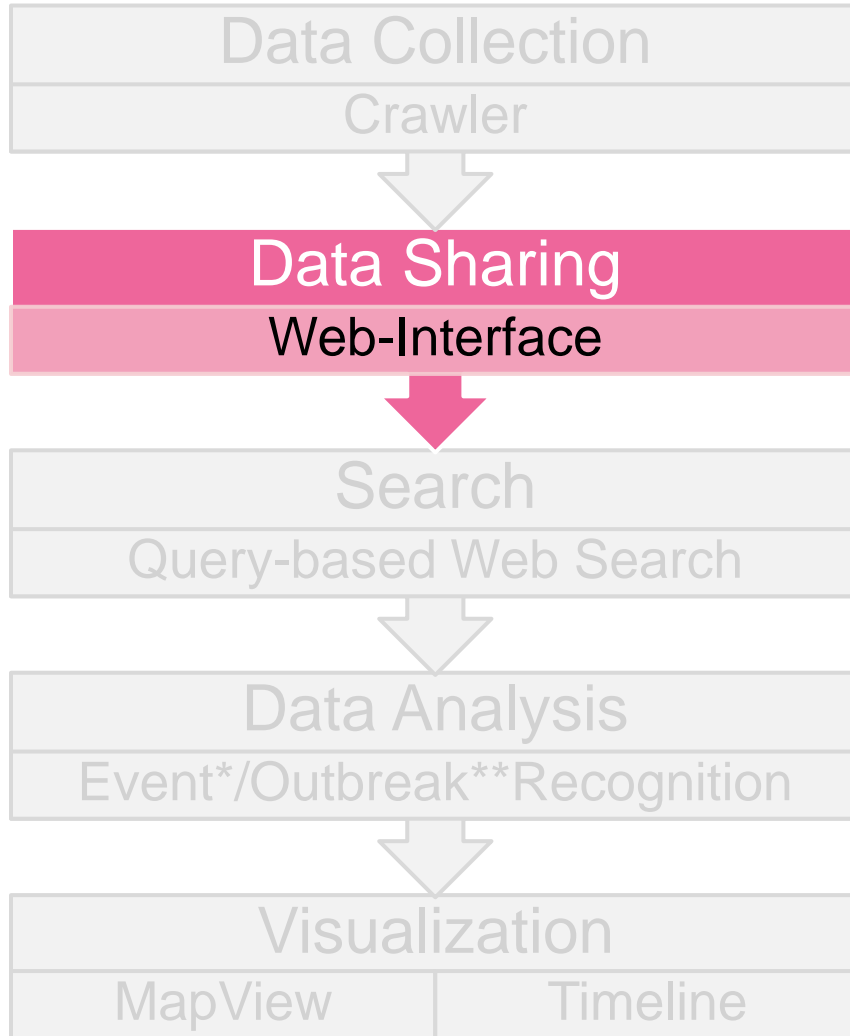 Data Collection
Crawler
Data Sharing
Web-Interface
Search
Query-based Web Search
Data Analysis
Event*/Outbreak**Recognition
Visualization
MapView Timeline